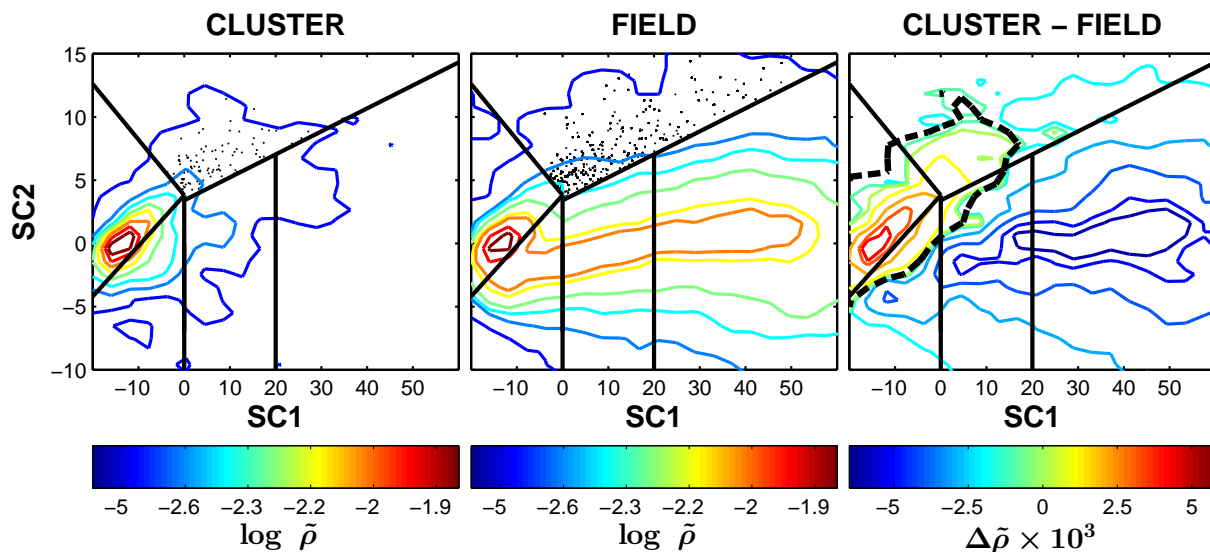 CLUSTER
FIELD
CLUSTER − FIELD
15
10
5
0
−5
−10
SC2
−10 0 10 20 30 40 50
−10 0 10 20 30 40 50
−10 0 10 20 30 40 50
SC1
SC1
SC1
−5 −2.6 −2.3 −2.2 −2 −1.9
−5 −2.6 −2.3 −2.2 −2 −1.9
−5 −2.5 0 2.5 5
log ρ̃
log ρ̃
Δρ̃ × 10³